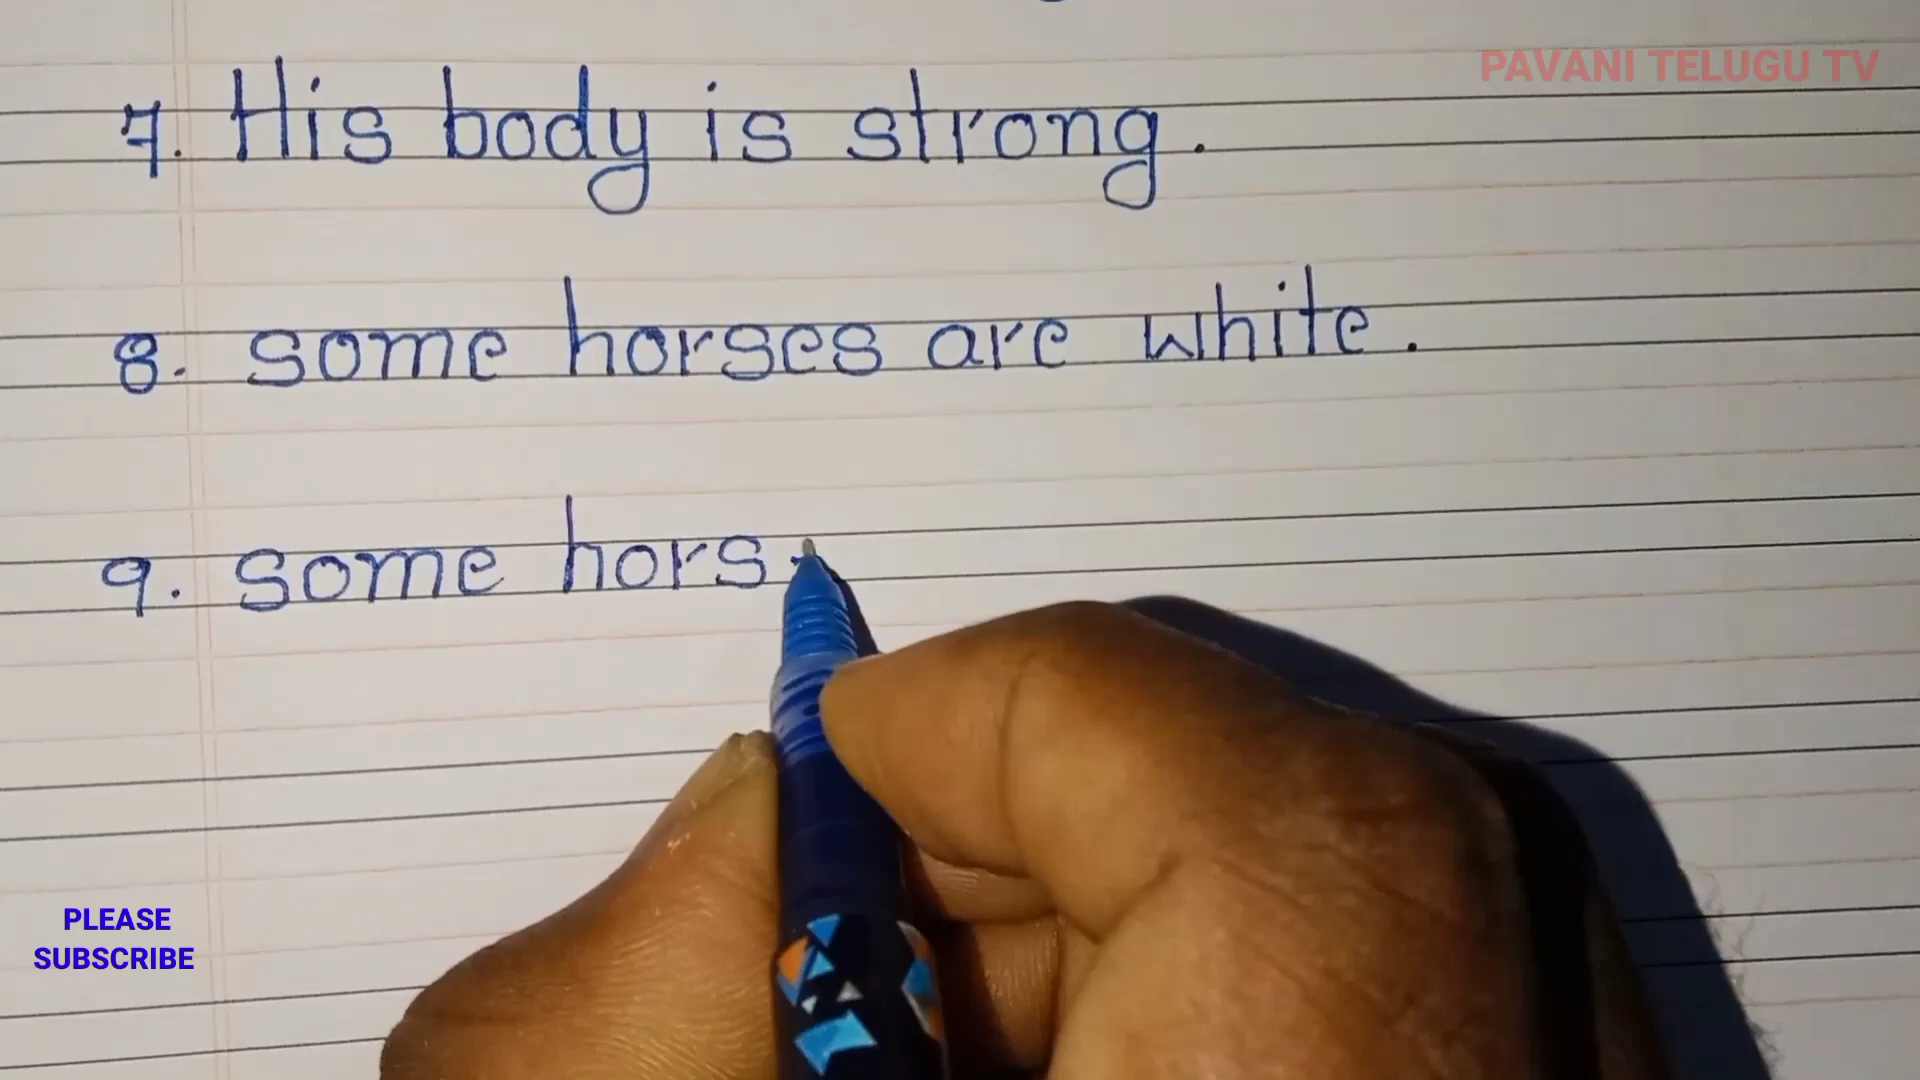 PAVANI TELUGU TV
7. His body is strong.
8. some horses are white.
9. some hors
PLEASE
SUBSCRIBE